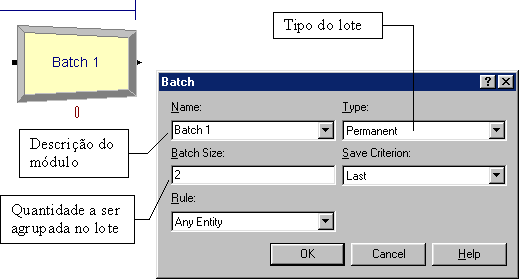 Tipo do lote
Batch 1
0
Batch
Name:
Type:
Batch 1
Permanent
Descrição do
módulo
Batch Size:
Save Criterion:
2
Last
Quantidade a ser
agrupada no lote
Rule:
Any Entity
OK
Cancel
Help